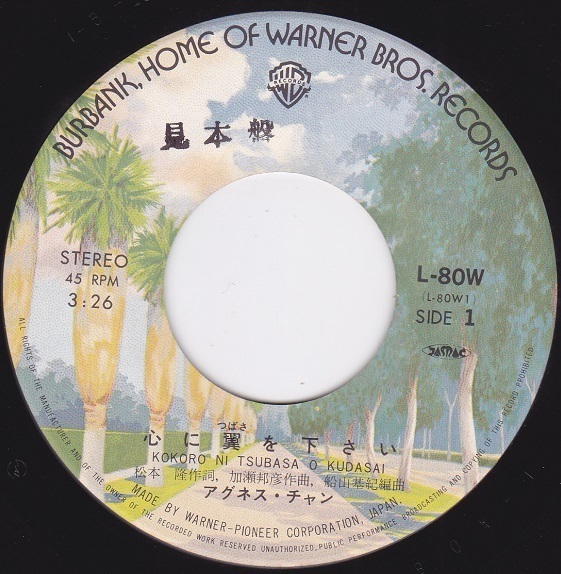 BURBANK, HOME OF WARNER BROS. RECORDS
RECORDS
見本盤
STEREO
45 RPM
3:26
L-80W
(L-80W1)
SIDE 1
JASRAC
つばさ
心に翼を下さい
KOKORO NI TSUBASA O KUDASAI
松本 隆作詞, 加瀬邦彦作曲, 船山基紀編曲
アグネス・チャン
MADE BY WARNER-PIONEER CORPORATION, JAPAN.
ALL RIGHTS OF THE MANUFACTURER AND OF THE OWNER OF THE RECORDED WORK RESERVED UNAUTHORIZED, PUBLIC PERFORMANCE BROADCASTING AND COPYING OF THIS RECORD PROHIBITED